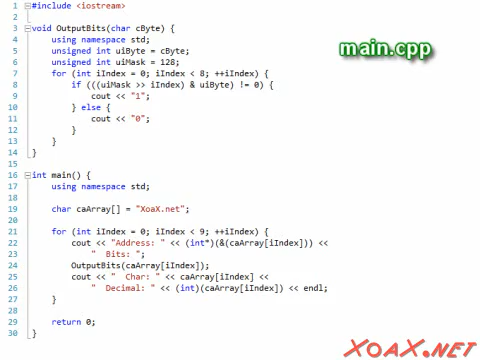 1 #include <iostream>
2
3 void OutputBits(char cByte) {
4     using namespace std;
5     unsigned int uiByte = cByte;
6     unsigned int uiMask = 128;
7     for (int iIndex = 0; iIndex < 8; ++iIndex) {
8         if (((uiMask >> iIndex) & uiByte) != 0) {
9             cout << "1";
10         } else {
11             cout << "0";
12         }
13     }
14 }
15
16 int main() {
17     using namespace std;
18
19     char caArray[] = "XoaX.net";
20
21     for (int iIndex = 0; iIndex < 9; ++iIndex) {
22         cout << "Address: " << (int*)(&(caArray[iIndex])) <<
23             "  Bits: ";
24         OutputBits(caArray[iIndex]);
25         cout << "  Char: " << caArray[iIndex] <<
26             "  Decimal: " << (int)(caArray[iIndex]) << endl;
27     }
28
29     return 0;
30 }
main.cpp
XOAX.NET